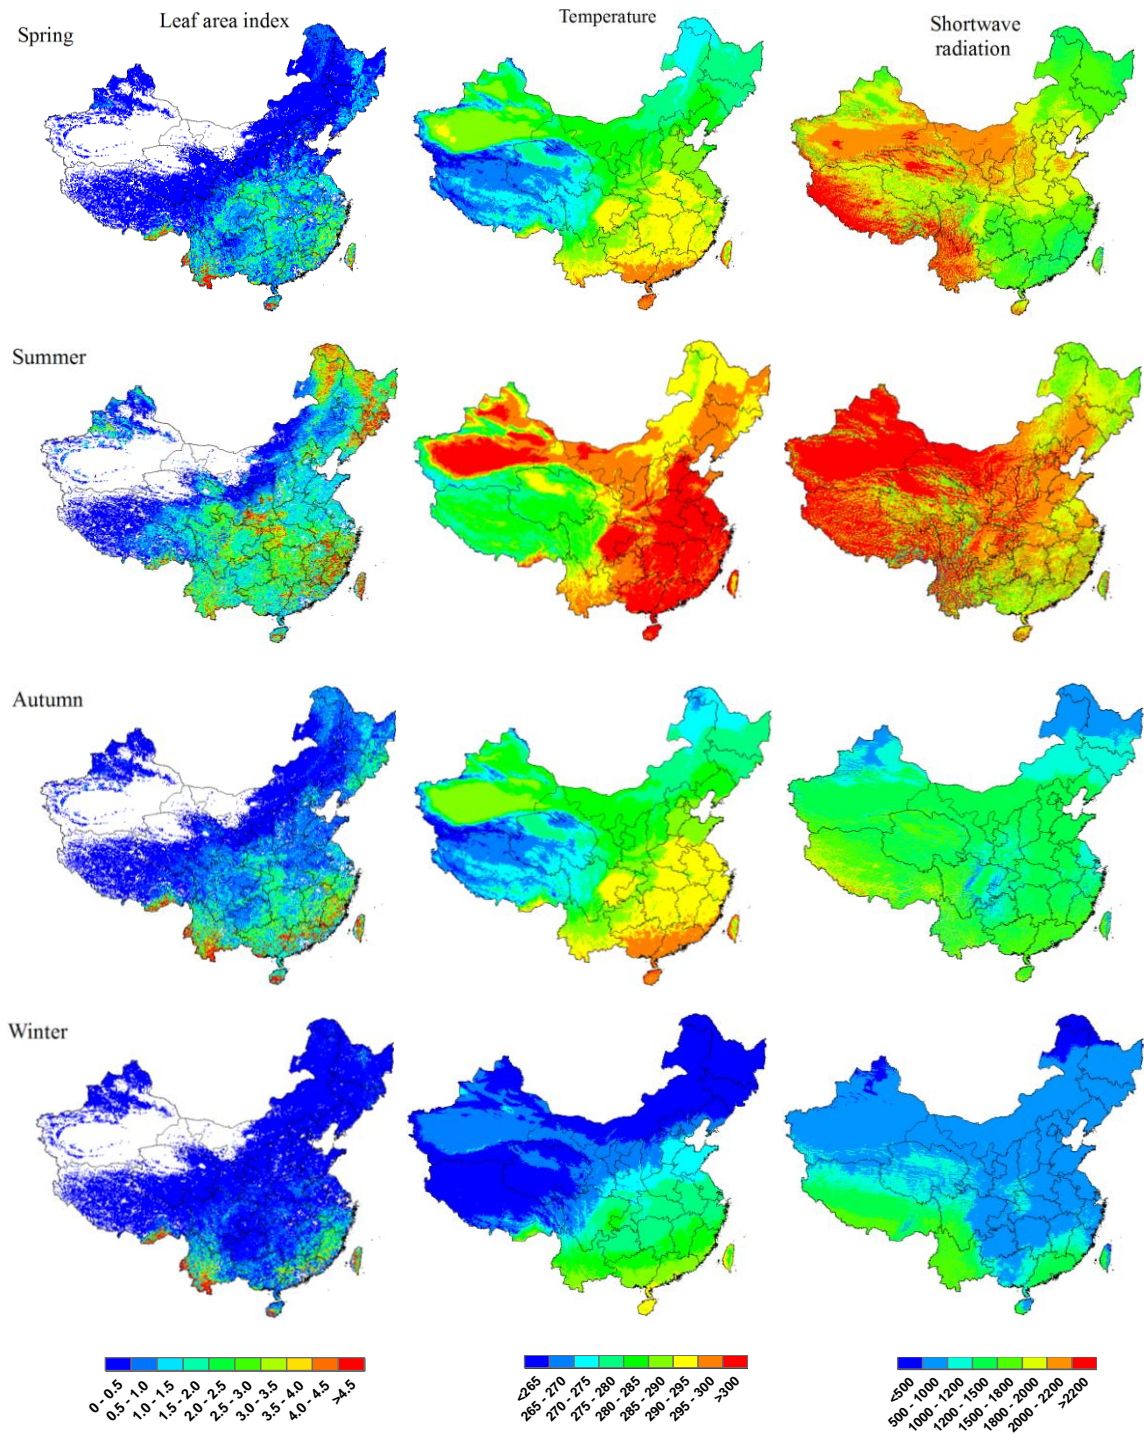 Spring
Leaf area index
Temperature
Shortwave
radiation
Summer
Autumn
Winter
0 - 0.5
0.5 - 1.0
1.0 - 1.5
1.5 - 2.0
2.0 - 2.5
2.5 - 3.0
3.0 - 3.5
3.5 - 4.0
4.0 - 4.5
>4.5
<265
265 - 270
270 - 275
275 - 280
280 - 285
285 - 290
290 - 295
295 - 300
>300
<500
500 - 1000
1000 - 1200
1200 - 1500
1500 - 1800
1800 - 2000
2000 - 2200
>2200